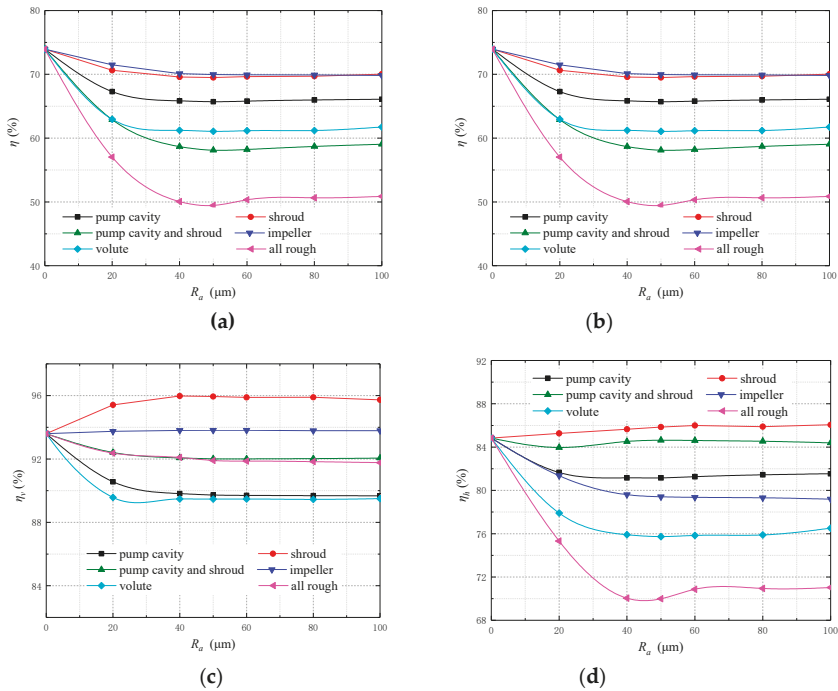 80
70
60
50
40
η (%)
pump cavity
shroud
pump cavity and shroud
impeller
volute
all rough
0 20 40 60 80 100
Rₐ (μm)
(a)
80
70
60
50
40
η (%)
pump cavity
shroud
pump cavity and shroud
impeller
volute
all rough
0 20 40 60 80 100
Rₐ (μm)
(b)
96
92
88
84
ηᵥ (%)
pump cavity
shroud
pump cavity and shroud
impeller
volute
all rough
0 20 40 60 80 100
Rₐ (μm)
(c)
92
88
84
80
76
72
68
ηₕ (%)
pump cavity
shroud
pump cavity and shroud
impeller
volute
all rough
0 20 40 60 80 100
Rₐ (μm)
(d)